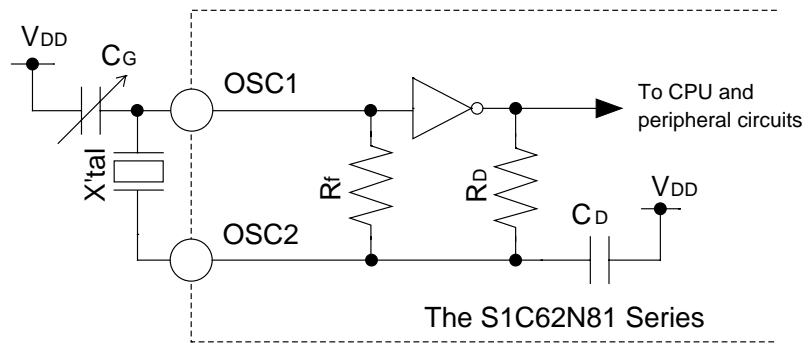 VDD
CG
OSC1
To CPU and
peripheral circuits
X'tal
Rf
RD
VDD
CD
OSC2
The S1C62N81 Series